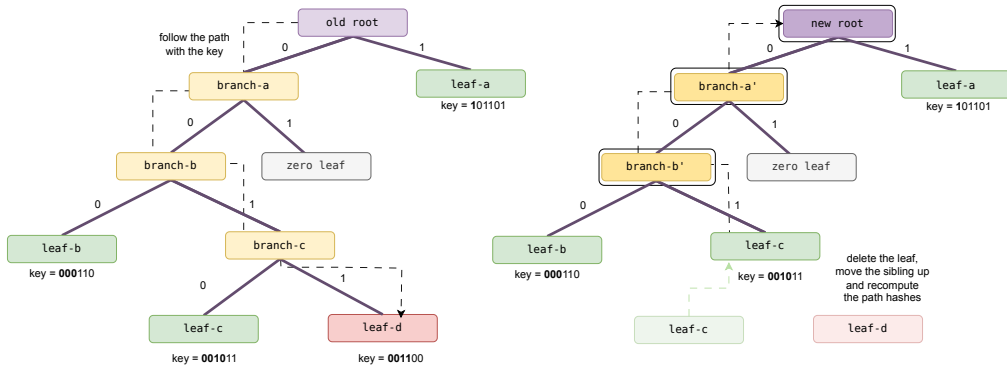 old root
follow the path
with the key
0
1
branch-a
leaf-a
key = 101101
0
1
branch-b
zero leaf
0
1
leaf-b
key = 000110
branch-c
0
1
leaf-c
key = 001011
leaf-d
key = 001100
new root
0
1
branch-a'
leaf-a
key = 101101
0
1
branch-b'
zero leaf
0
1
leaf-b
key = 000110
leaf-c
key = 001011
delete the leaf,
move the sibling up
and recompute
the path hashes
leaf-c
leaf-d